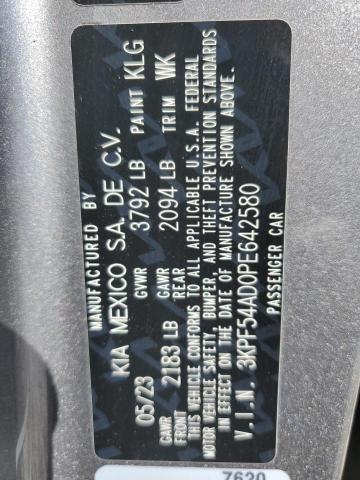 MANUFACTURED BY
KIA MEXICO S.A. DE C.V.
05/23 GVWR 3792 LB PAINT KLG
GAWR FRONT 2183 LB GAWR REAR 2094 LB TRIM WK
THIS VEHICLE CONFORMS TO ALL APPLICABLE U.S.A. FEDERAL
MOTOR VEHICLE SAFETY, BUMPER, AND THEFT PREVENTION STANDARDS
IN EFFECT ON THE DATE OF MANUFACTURE SHOWN ABOVE.
V.I.N. 3KPF54AD0PE642580
PASSENGER CAR
7620